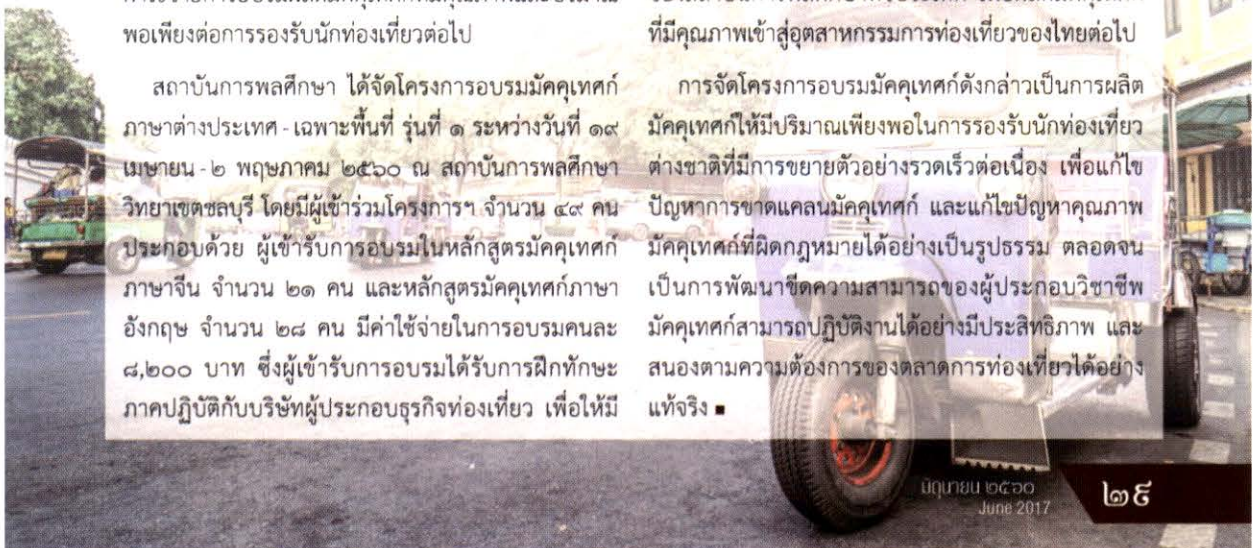 พอเพียงต่อการรองรับนักท่องเที่ยวต่อไป
สถาบันการพลศึกษา ได้จัดโครงการอบรมมัคคุเทศก์
ภาษาต่างประเทศ - เฉพาะพื้นที่ รุ่นที่ ๑ ระหว่างวันที่ ๑๙
เมษายน - ๒ พฤษภาคม ๒๕๖๐ ณ สถาบันการพลศึกษา
วิทยาเขตชลบุรี โดยมีผู้เข้าร่วมโครงการฯ จำนวน ๔๙ คน
ประกอบด้วย ผู้เข้ารับการอบรมในหลักสูตรมัคคุเทศก์
ภาษาจีน จำนวน ๒๑ คน และหลักสูตรมัคคุเทศก์ภาษา
อังกฤษ จำนวน ๒๘ คน มีค่าใช้จ่ายในการอบรมคนละ
๘,๒๐๐ บาท ซึ่งผู้เข้ารับการอบรมได้รับการฝึกทักษะ
ภาคปฏิบัติกับบริษัทผู้ประกอบธุรกิจท่องเที่ยว เพื่อให้มี
ที่มีคุณภาพเข้าสู่อุตสาหกรรมการท่องเที่ยวของไทยต่อไป
การจัดโครงการอบรมมัคคุเทศก์ดังกล่าวเป็นการผลิต
มัคคุเทศก์ให้มีปริมาณเพียงพอในการรองรับนักท่องเที่ยว
ต่างชาติที่มีการขยายตัวอย่างรวดเร็วต่อเนื่อง เพื่อแก้ไข
ปัญหาการขาดแคลนมัคคุเทศก์ และแก้ไขปัญหาคุณภาพ
มัคคุเทศก์ที่ผิดกฎหมายได้อย่างเป็นรูปธรรม ตลอดจน
เป็นการพัฒนาขีดความสามารถของผู้ประกอบวิชาชีพ
มัคคุเทศก์สามารถปฏิบัติงานได้อย่างมีประสิทธิภาพ และ
สนองตามความต้องการของตลาดการท่องเที่ยวได้อย่าง
แท้จริง ▪
มิถุนายน ๒๕๖๐
June 2017
๒๙